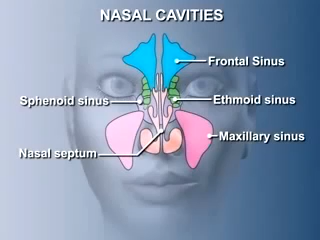 NASAL CAVITIES
Frontal Sinus
Sphenoid sinus
Ethmoid sinus
Maxillary sinus
Nasal septum